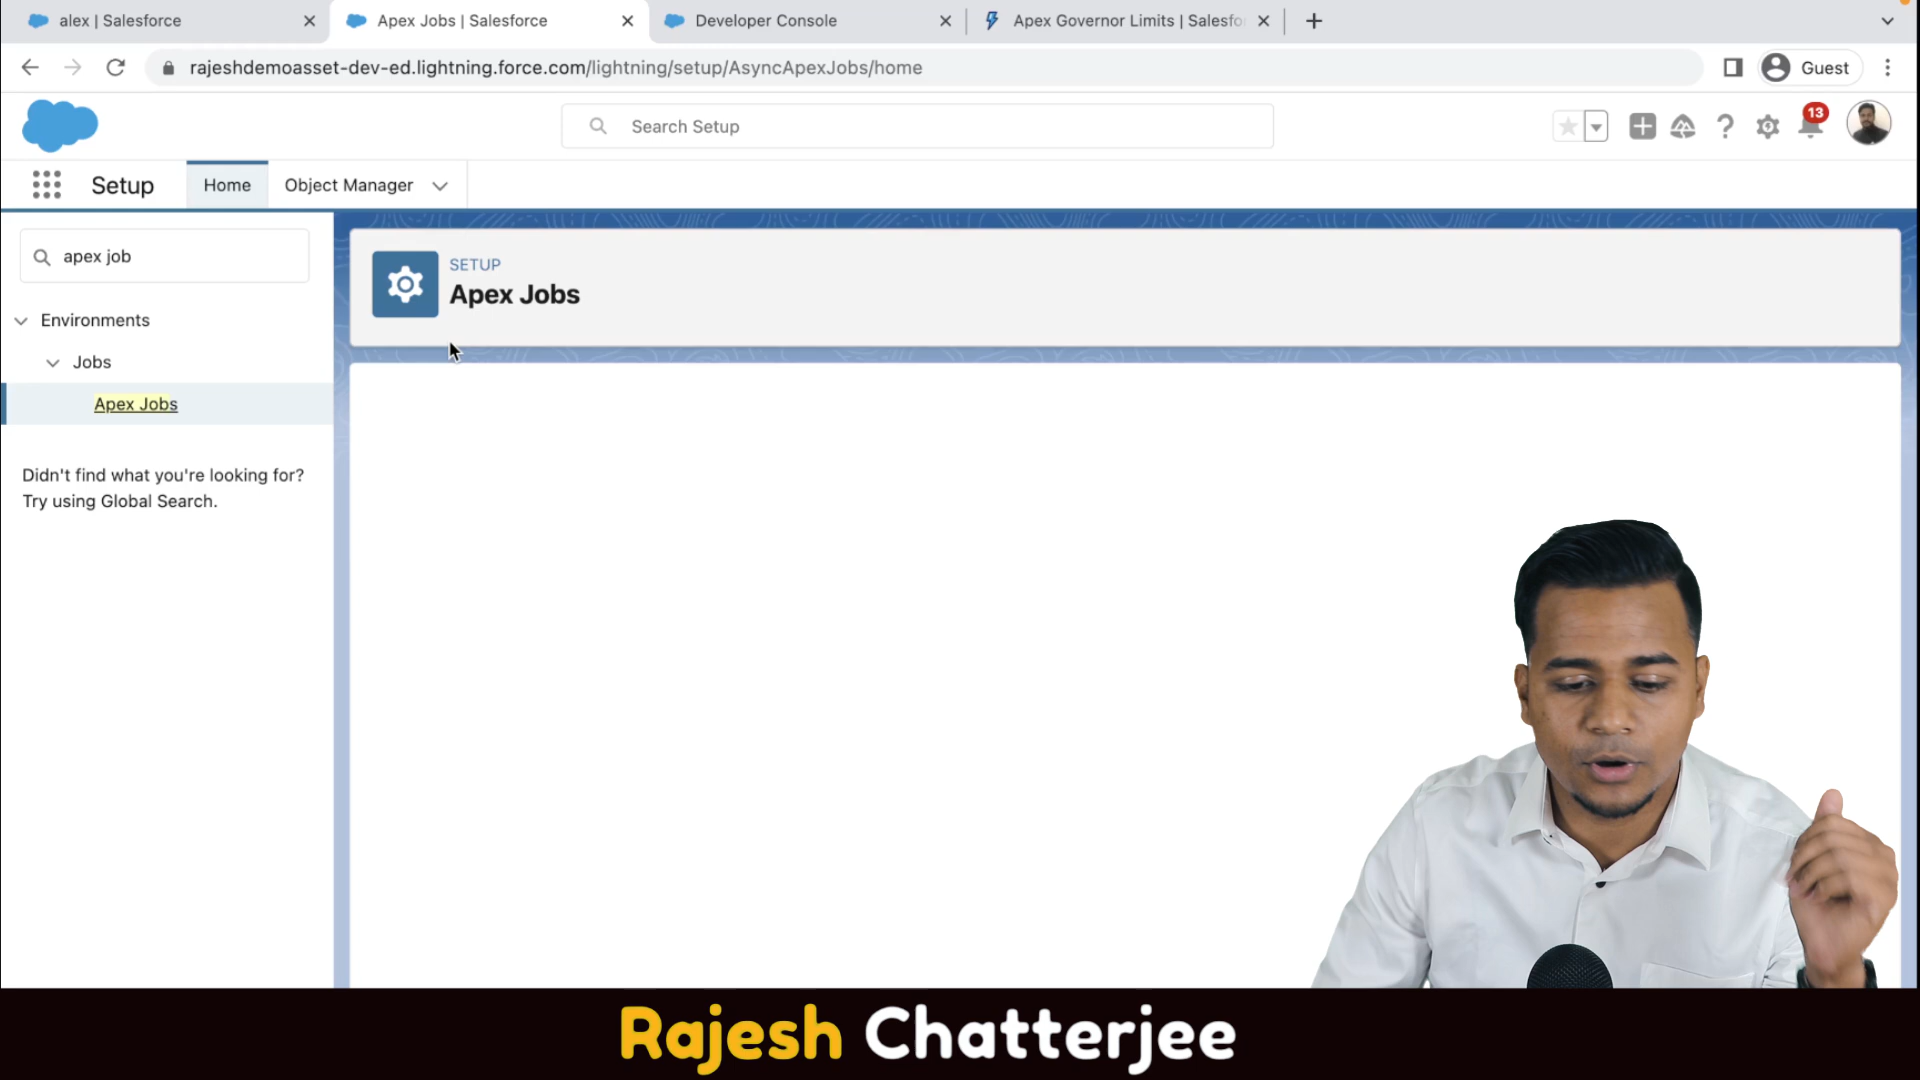 alex | Salesforce
Apex Jobs | Salesforce
Developer Console
Apex Governor Limits | Salesfo
rajeshdemoasset-dev-ed.lightning.force.com/lightning/setup/AsyncApexJobs/home
Guest
Search Setup
13
Setup
Home
Object Manager
apex job
SETUP
Apex Jobs
Environments
Jobs
Apex Jobs
Didn't find what you're looking for?
Try using Global Search.
Rajesh Chatterjee